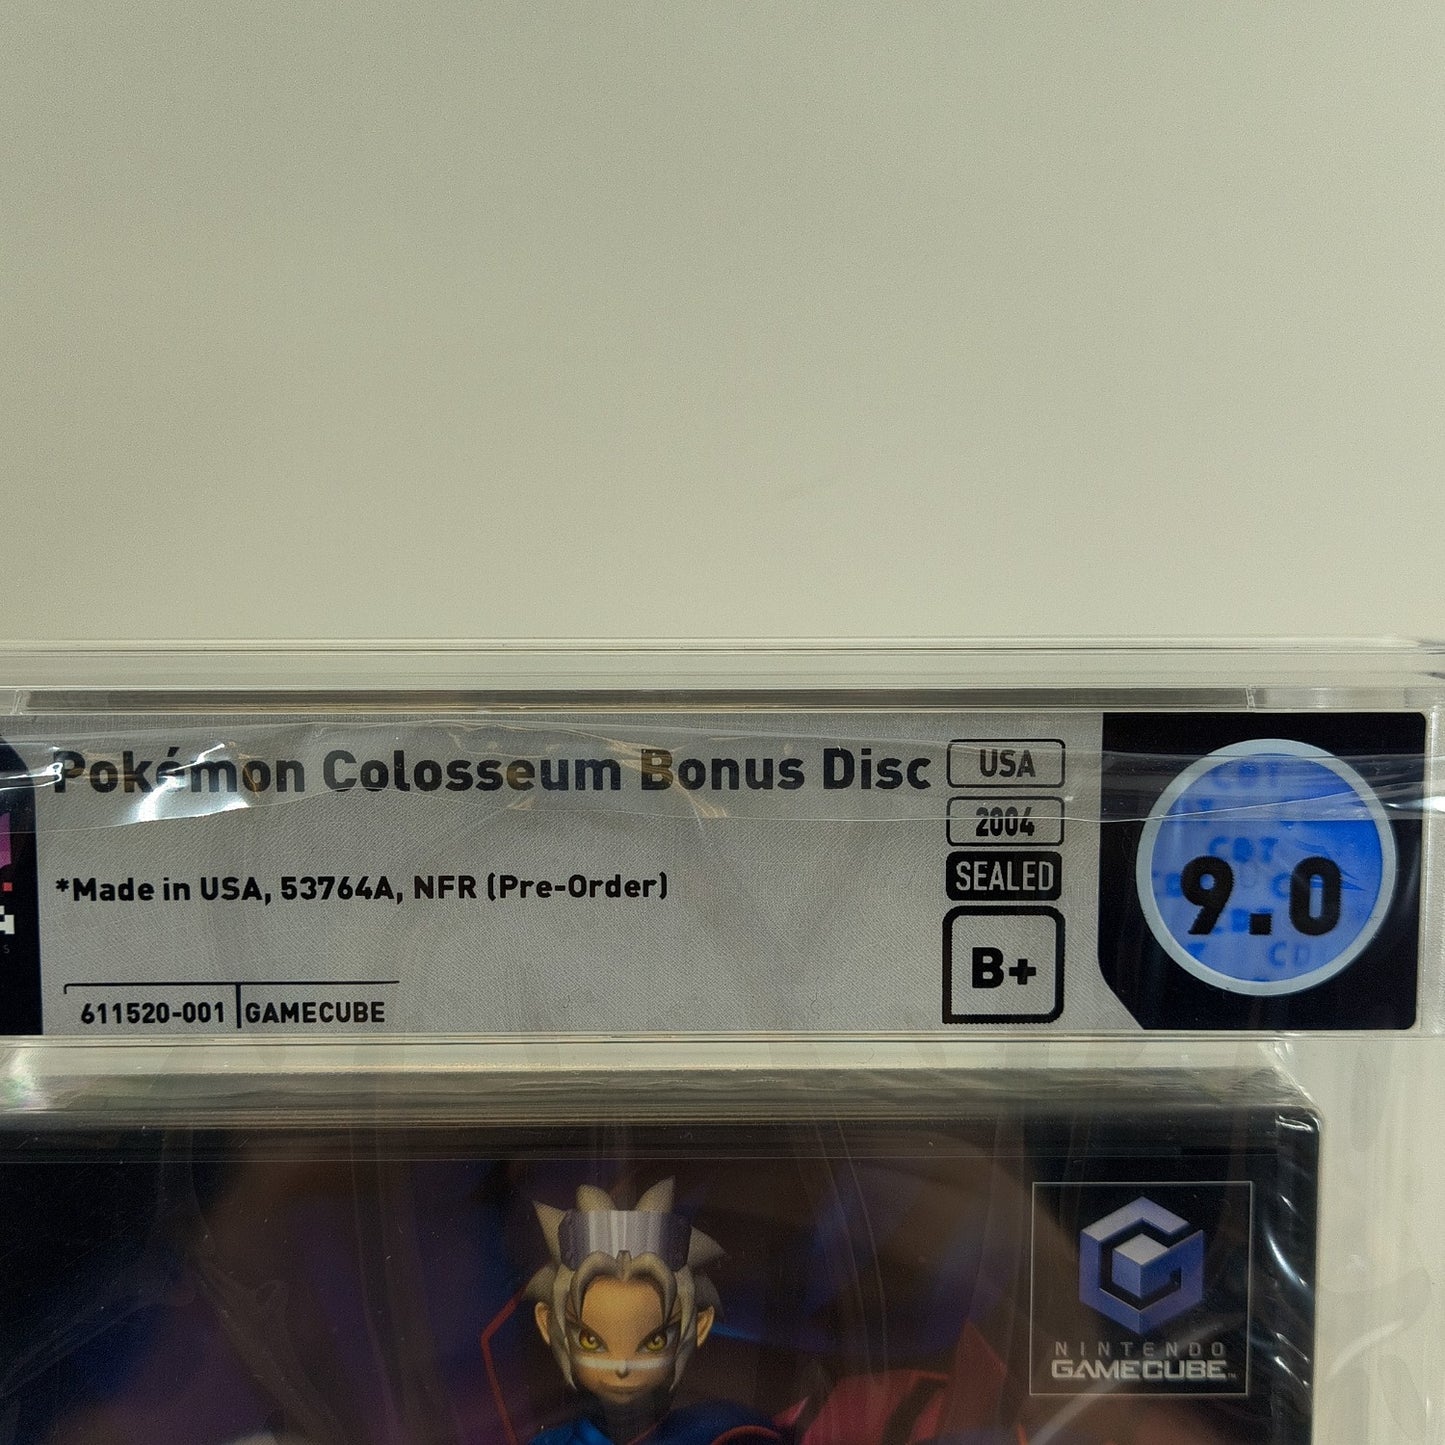 Pokémon Colosseum Bonus Disc
*Made in USA, 53764A, NFR (Pre-Order)
611520-001 GAMECUBE
USA
2004
SEALED
B+
9.0
NINTENDO
GAMECUBE